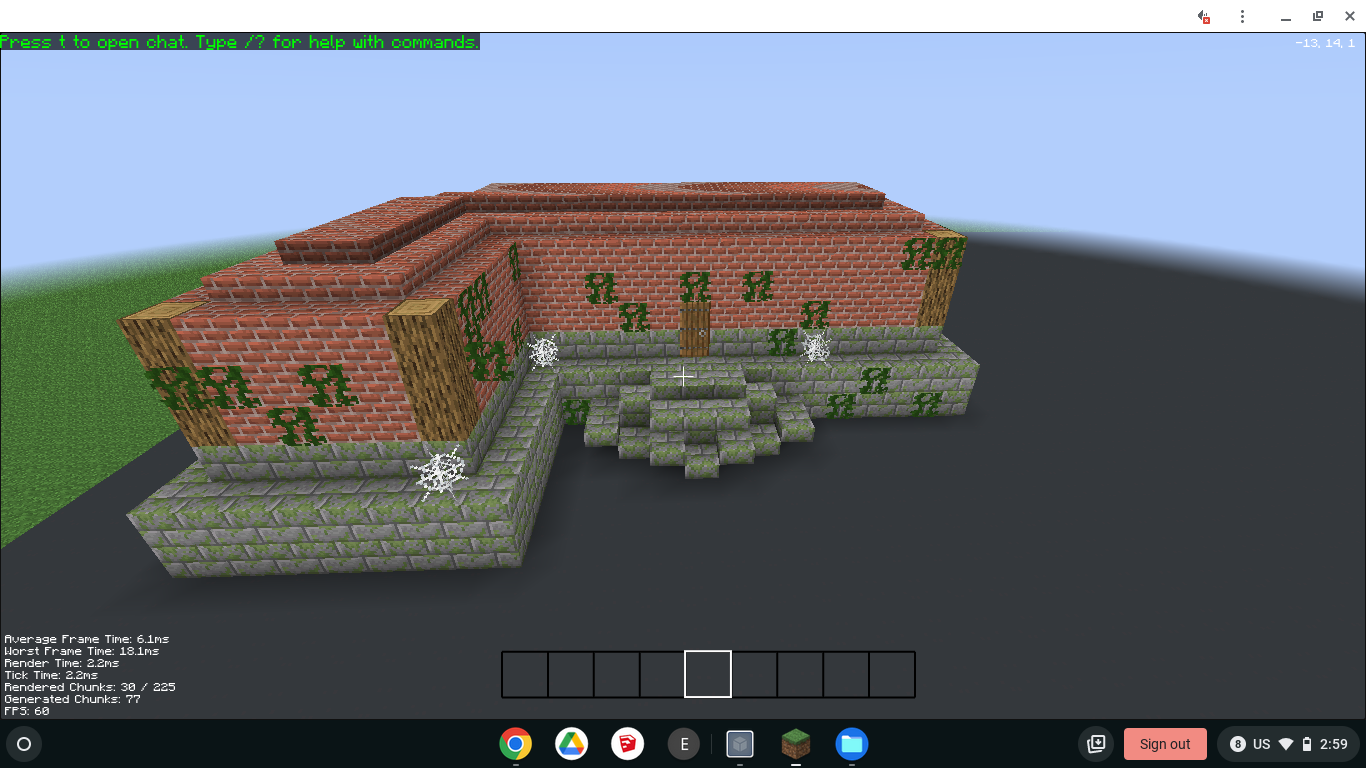 Press t to open chat. Type /? for help with commands.
-13, 14, 1
Average Frame Time: 6.1ms
Worst Frame Time: 18.1ms
Render Time: 2.2ms
Tick Time: 2.2ms
Rendered Chunks: 30 / 225
Generated Chunks: 77
FPS: 60
E
Sign out
8 US 2:59